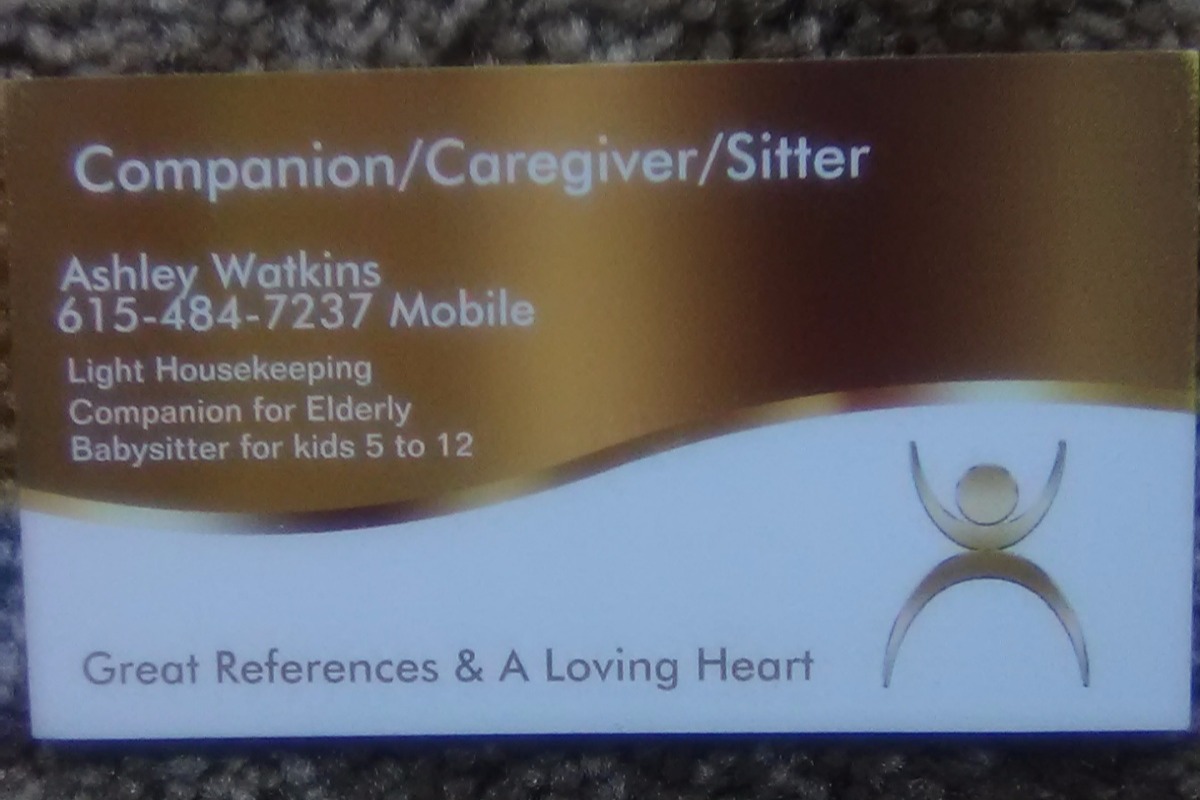 Companion/Caregiver/Sitter
Ashley Watkins
615-484-7237 Mobile
Light Housekeeping
Companion for Elderly
Babysitter for kids 5 to 12
Great References & A Loving Heart